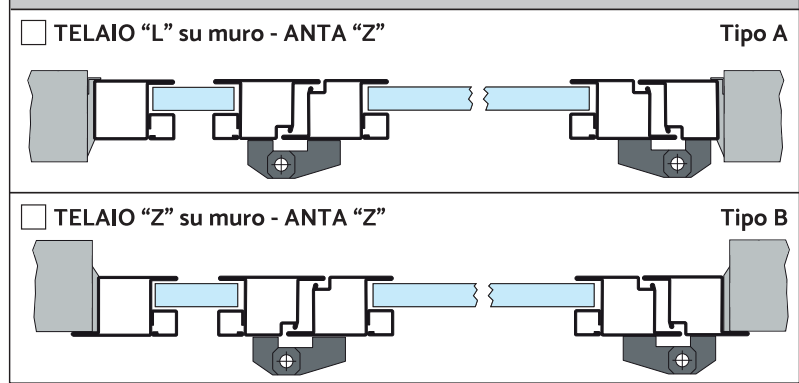 TELAIO “L” su muro - ANTA “Z”
Tipo A
TELAIO “Z” su muro - ANTA “Z”
Tipo B